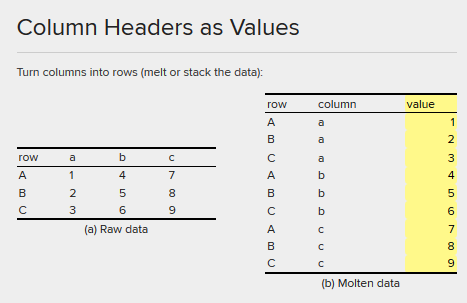 Column Headers as Values
Turn columns into rows (melt or stack the data):
row a b c
A 1 4 7
B 2 5 8
C 3 6 9
(a) Raw data
row column value
A a 1
B a 2
C a 3
A b 4
B b 5
C b 6
A c 7
B c 8
C c 9
(b) Molten data